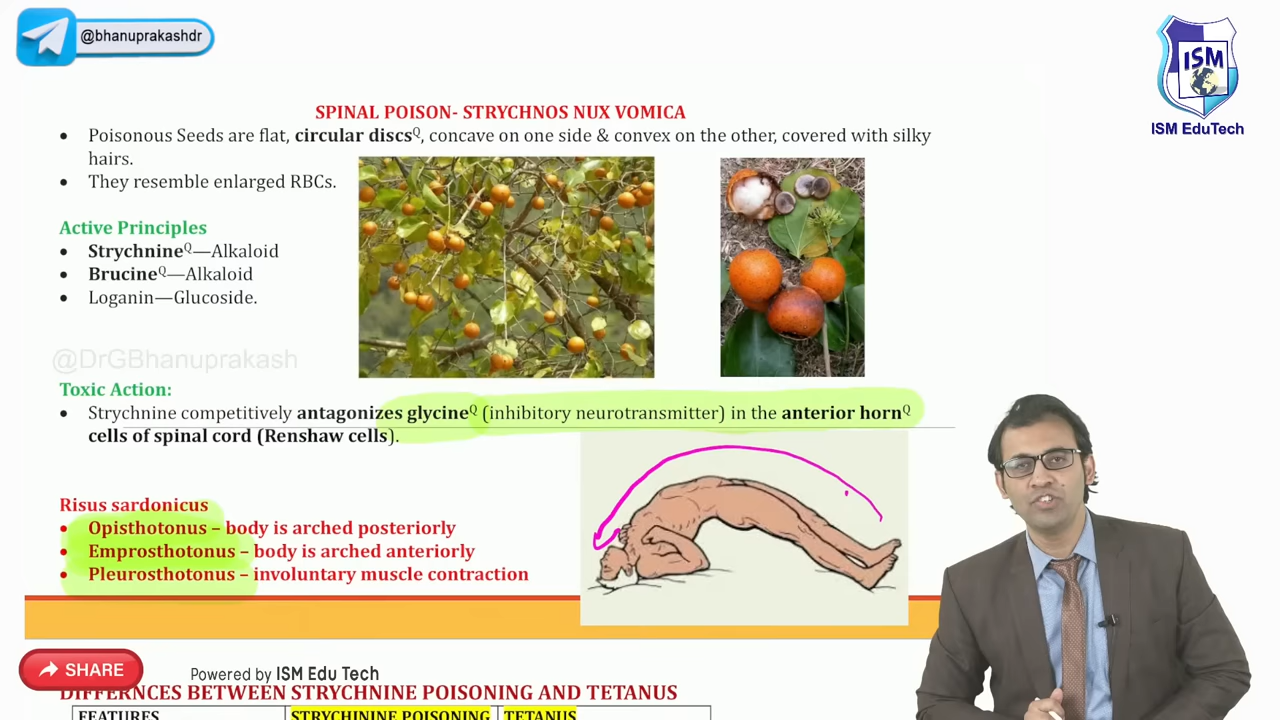 @bhanuprakashdr
ISM
ISM EduTech
SPINAL POISON- STRYCHNOS NUX VOMICA
• Poisonous Seeds are flat, circular discsQ, concave on one side & convex on the other, covered with silky
hairs.
• They resemble enlarged RBCs.
Active Principles
• StrychnineQ—Alkaloid
• BrucineQ—Alkaloid
• Loganin—Glucoside.
@DrGBhanuprakash
Toxic Action:
• Strychnine competitively antagonizes glycineQ (inhibitory neurotransmitter) in the anterior hornQ
cells of spinal cord (Renshaw cells).
Risus sardonicus
• Opisthotonus – body is arched posteriorly
• Emprosthotonus – body is arched anteriorly
• Pleurosthotonus – involuntary muscle contraction
SHARE
Powered by ISM Edu Tech
DIFFERNCES BETWEEN STRYCHNINE POISONING AND TETANUS
FEATURES STRYCHININE POISONING TETANUS